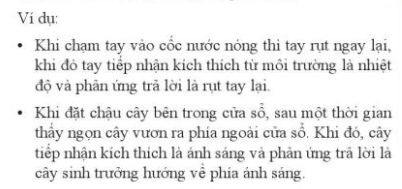 Ví dụ:
• Khi chạm tay vào cốc nước nóng thì tay rụt ngay lại,
khi đó tay tiếp nhận kích thích từ môi trường là nhiệt
độ và phản ứng trả lời là rụt tay lại.
• Khi đặt chậu cây bên trong cửa sổ, sau một thời gian
thấy ngọn cây vươn ra phía ngoài cửa sổ. Khi đó, cây
tiếp nhận kích thích là ánh sáng và phản ứng trả lời là
cây sinh trưởng hướng về phía ánh sáng.